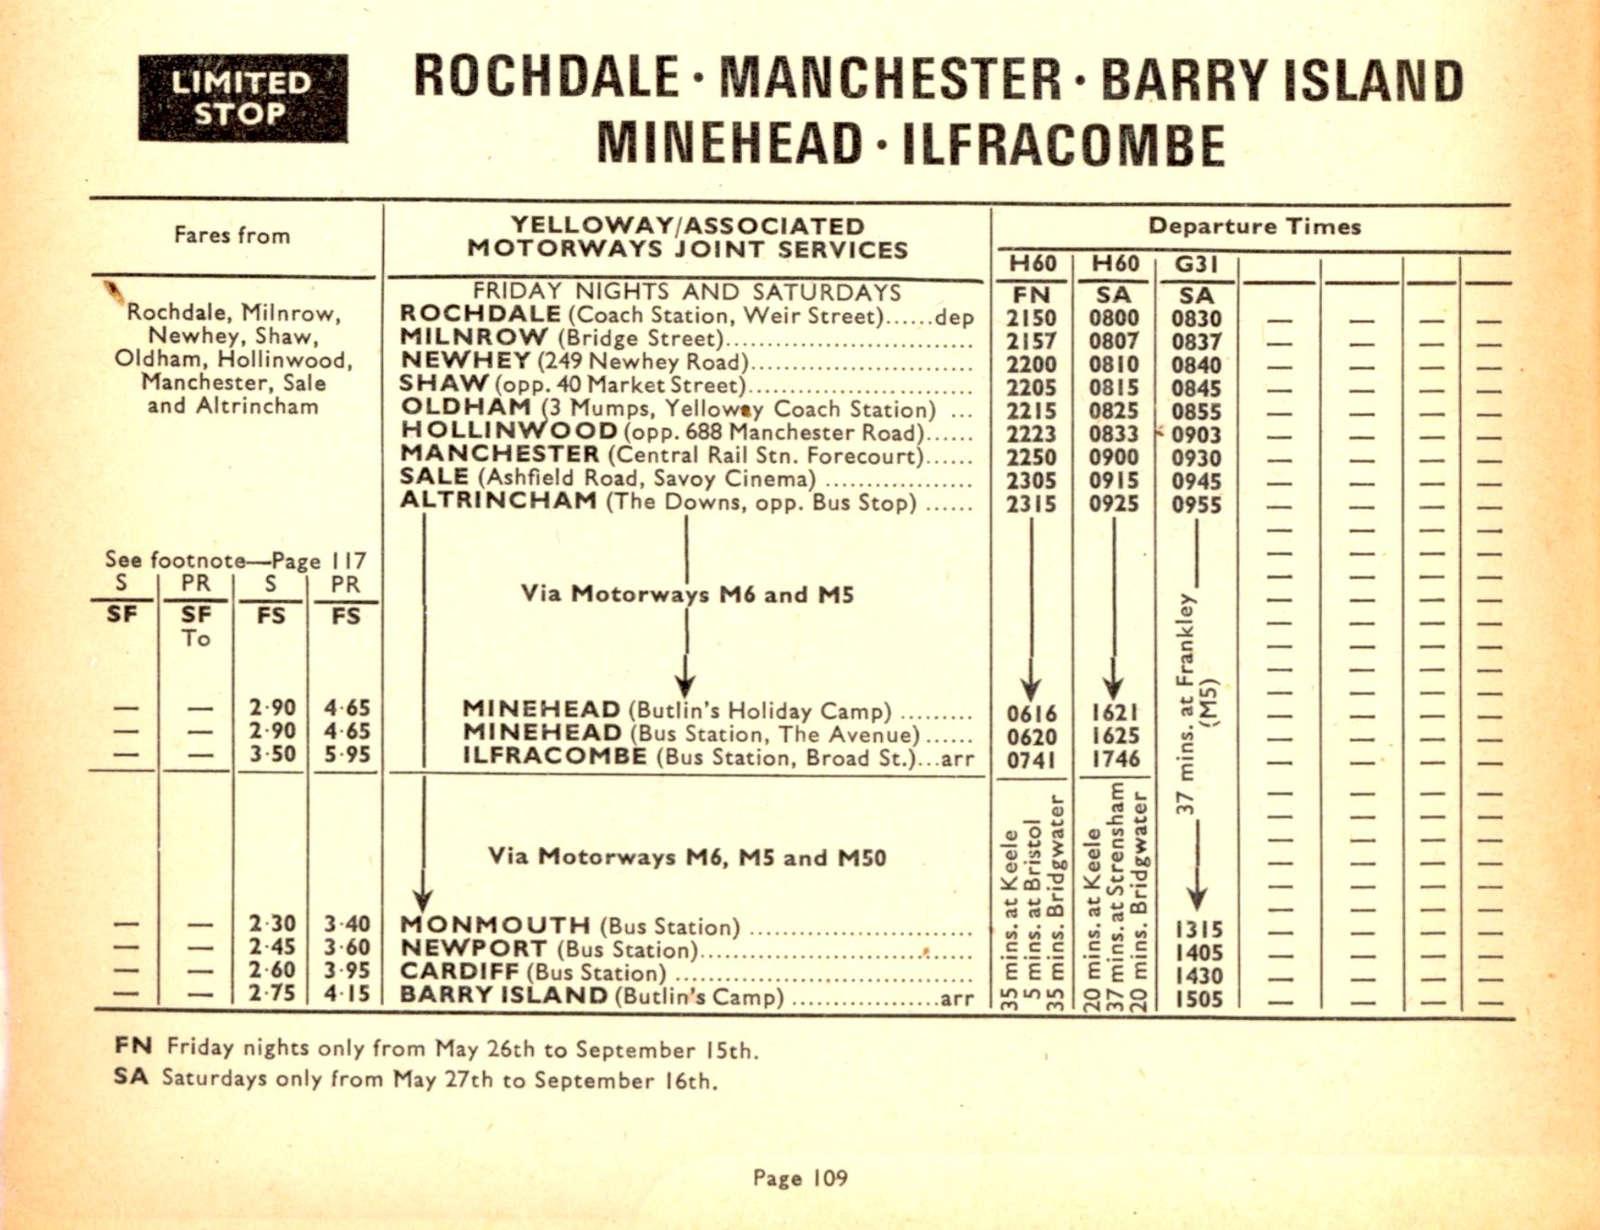 LIMITED
STOP
ROCHDALE · MANCHESTER · BARRY ISLAND
MINEHEAD · ILFRACOMBE
Fares from
YELLOWAY/ASSOCIATED
MOTORWAYS JOINT SERVICES
Departure Times
H60 H60 G31
FRIDAY NIGHTS AND SATURDAYS FN SA SA
Rochdale, Milnrow,
Newhey, Shaw,
Oldham, Hollinwood,
Manchester, Sale
and Altrincham
ROCHDALE (Coach Station, Weir Street)......dep 2150 0800 0830 — — — —
MILNROW (Bridge Street)............................. 2157 0807 0837 — — — —
NEWHEY (249 Newhey Road).......................... 2200 0810 0840 — — — —
SHAW (opp. 40 Market Street).......................... 2205 0815 0845 — — — —
OLDHAM (3 Mumps, Yelloway Coach Station) ... 2215 0825 0855 — — — —
HOLLINWOOD (opp. 688 Manchester Road)...... 2223 0833 0903 — — — —
MANCHESTER (Central Rail Stn. Forecourt)...... 2250 0900 0930 — — — —
SALE (Ashfield Road, Savoy Cinema) ................. 2305 0915 0945 — — — —
ALTRINCHAM (The Downs, opp. Bus Stop) ...... 2315 0925 0955 — — — —
See footnote—Page 117
S PR S PR
SF SF FS FS
To
Via Motorways M6 and M5
37 mins. at Frankley
(M5)
— — 2·90 4·65 MINEHEAD (Butlin's Holiday Camp) ......... 0616 1621 — — — —
— — 2·90 4·65 MINEHEAD (Bus Station, The Avenue)...... 0620 1625 — — — —
— — 3·50 5·95 ILFRACOMBE (Bus Station, Broad St.)...arr 0741 1746 — — — —
Via Motorways M6, M5 and M50
35 mins. at Keele
5 mins. at Bristol
35 mins. Bridgwater
20 mins. at Keele
37 mins. at Strensham
20 mins. Bridgwater
— — 2·30 3·40 MONMOUTH (Bus Station) .......................... 1315 — — — —
— — 2·45 3·60 NEWPORT (Bus Station)................................ 1405 — — — —
— — 2·60 3·95 CARDIFF (Bus Station) .................................. 1430 — — — —
— — 2·75 4·15 BARRY ISLAND (Butlin's Camp) .................arr 1505 — — — —
FN Friday nights only from May 26th to September 15th.
SA Saturdays only from May 27th to September 16th.
Page 109